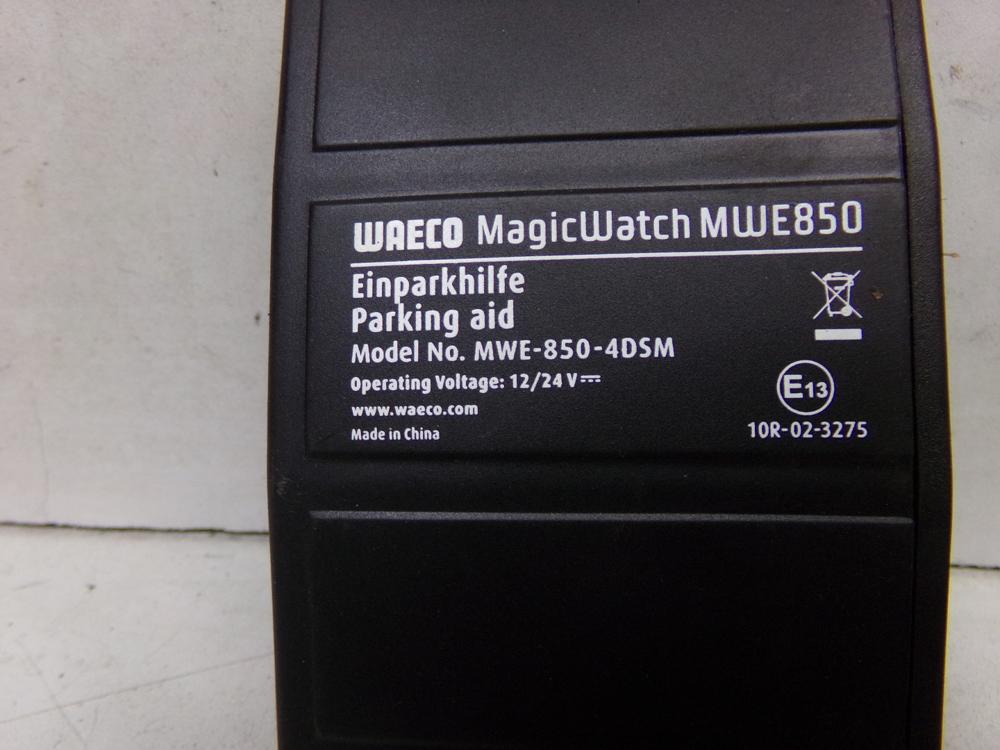 WAECO MagicWatch MWE850
Einparkhilfe
Parking aid
Model No. MWE-850-4DSM
Operating Voltage: 12/24 V⎓
www.waeco.com
Made in China
E13
10R-02-3275